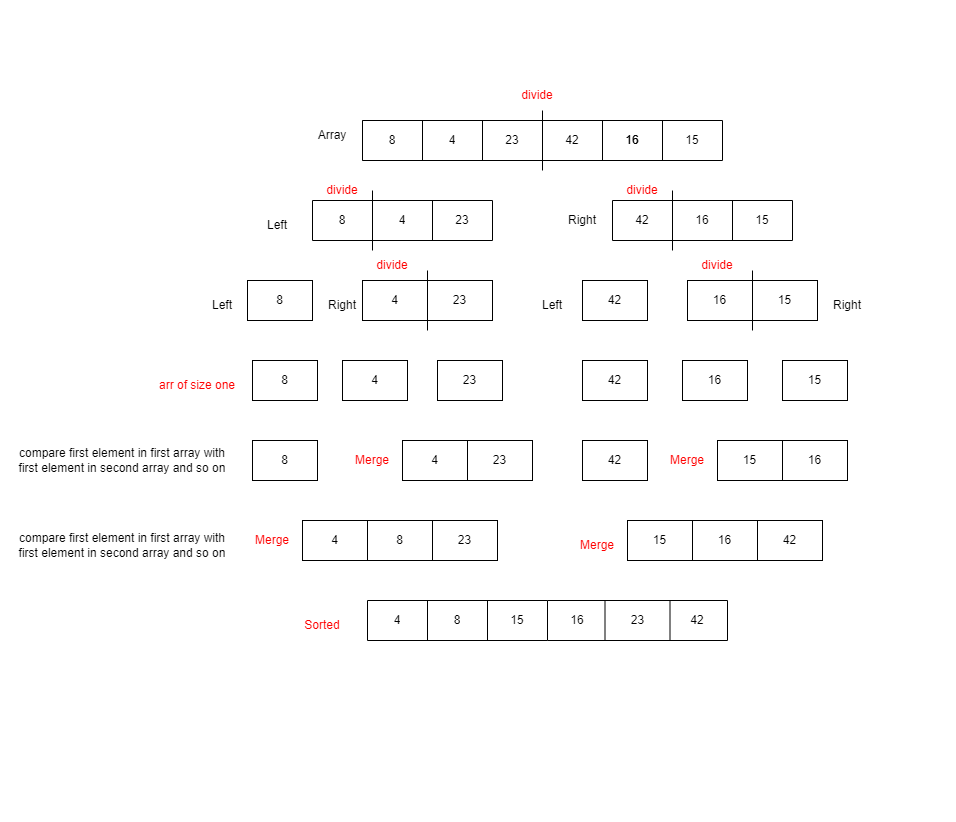 divide
Array 8 4 23 42 16 15
divide divide
Left 8 4 23 Right 42 16 15
divide divide
Left 8 Right 4 23 Left 42 16 15 Right
arr of size one 8 4 23 42 16 15
compare first element in first array with
first element in second array and so on
8 Merge 4 23 42 Merge 15 16
compare first element in first array with
first element in second array and so on
Merge 4 8 23 Merge 15 16 42
Sorted 4 8 15 16 23 42